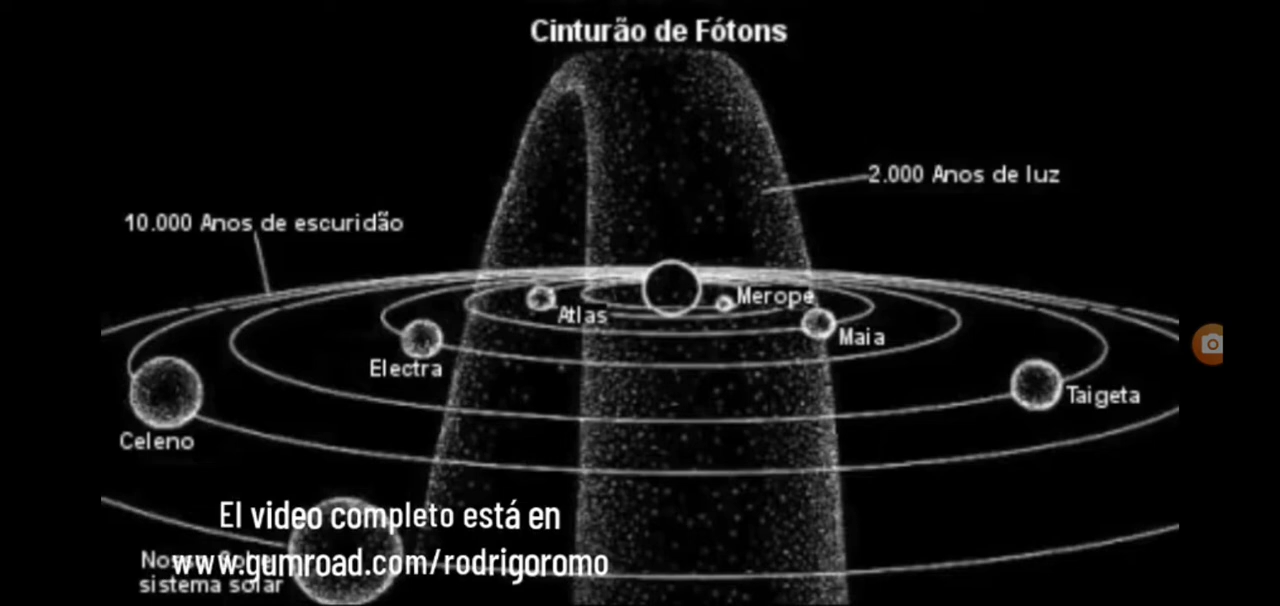 Cinturão de Fótons
2.000 Anos de luz
10.000 Anos de escuridão
Merope
Atlas
Maia
Electra
Taigeta
Celeno
El video completo está en
www.gumroad.com/rodrigoromo
sistema solar